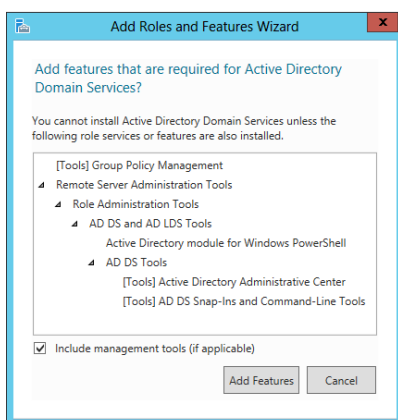 Add Roles and Features Wizard
x
Add features that are required for Active Directory
Domain Services?
You cannot install Active Directory Domain Services unless the
following role services or features are also installed.
[Tools] Group Policy Management
Remote Server Administration Tools
Role Administration Tools
AD DS and AD LDS Tools
Active Directory module for Windows PowerShell
AD DS Tools
[Tools] Active Directory Administrative Center
[Tools] AD DS Snap-Ins and Command-Line Tools
Include management tools (if applicable)
Add Features Cancel